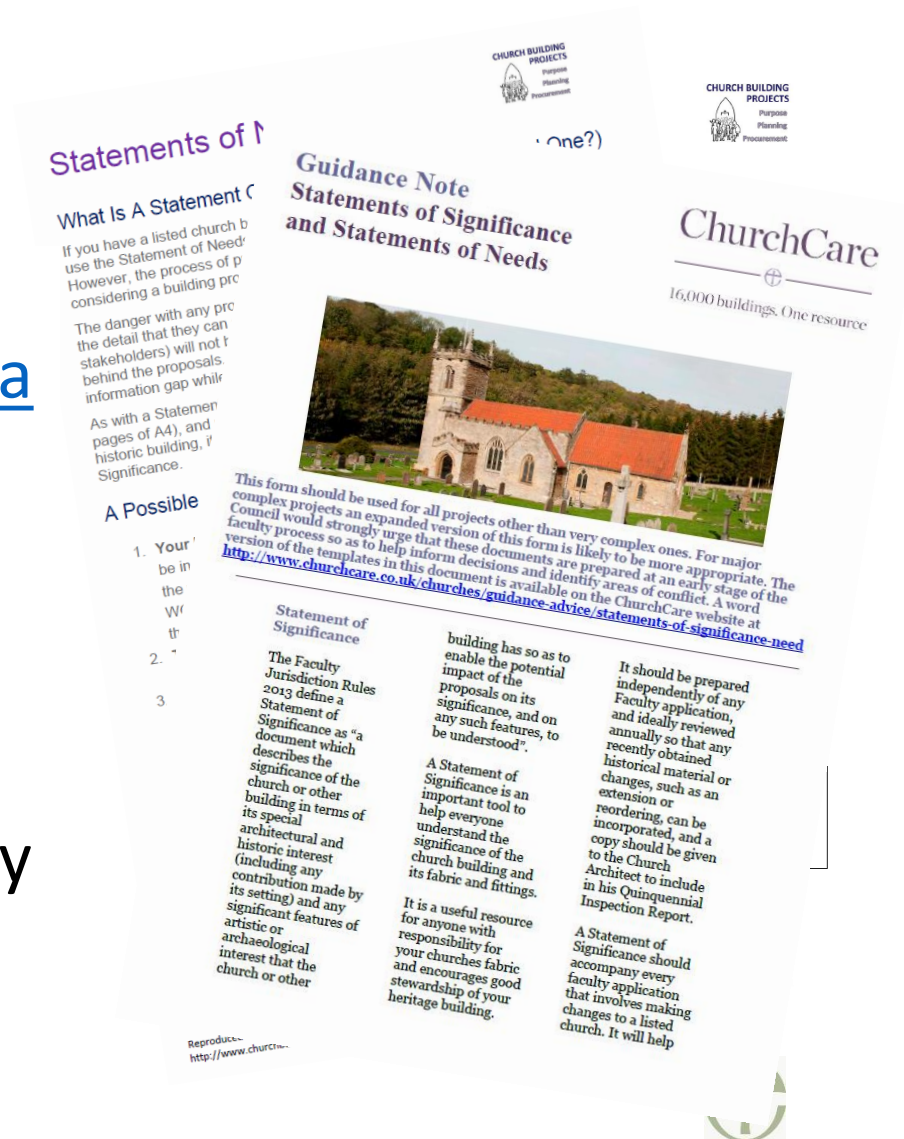 CHURCH BUILDING
PROJECTS
Purpose
Planning
Procurement
CHURCH BUILDING
PROJECTS
Purpose
Planning
Procurement
Statements of
one?)
What Is A Statement
If you have a listed church
use the Statement of
However, the process of
considering a building
The danger with any
the detail that they can
stakeholders) will not
behind the proposals.
information gap while
As with a
pages of A4), and
historic building,
Significance.
A Possible
1. Your
be in
the
2.
3
a
y
Guidance Note
Statements of Significance
and Statements of Needs
ChurchCare
16,000 buildings. One resource
This form should be used for all projects other than very complex ones. For major
complex projects an expanded version of this form is likely to be more appropriate. The
Council would strongly urge that these documents are prepared at an early stage of the
faculty process so as to help inform decisions and identify areas of conflict. A word
version of the templates in this document is available on the ChurchCare website at
http://www.churchcare.co.uk/churches/guidance-advice/statements-of-significance-need
Statement of
Significance
The Faculty
Jurisdiction Rules
2013 define a
Statement of
Significance as “a
document which
describes the
significance of the
church or other
building in terms of
its special
architectural and
historic interest
(including any
contribution made by
its setting) and any
significant features of
artistic or
archaeological
interest that the
church or other
building has so as to
enable the potential
impact of the
proposals on its
significance, and on
any such features, to
be understood”.
A Statement of
Significance is an
important tool to
help everyone
understand the
significance of the
church building and
its fabric and fittings.
It is a useful resource
for anyone with
responsibility for
your churches fabric
and encourages good
stewardship of your
heritage building.
It should be prepared
independently of any
Faculty application,
and ideally reviewed
annually so that any
recently obtained
historical material or
changes, such as an
extension or
reordering, can be
incorporated, and a
copy should be given
to the Church
Architect to include
in his Quinquennial
Inspection Report.
A Statement of
Significance should
accompany every
faculty application
that involves making
changes to a listed
church. It will help